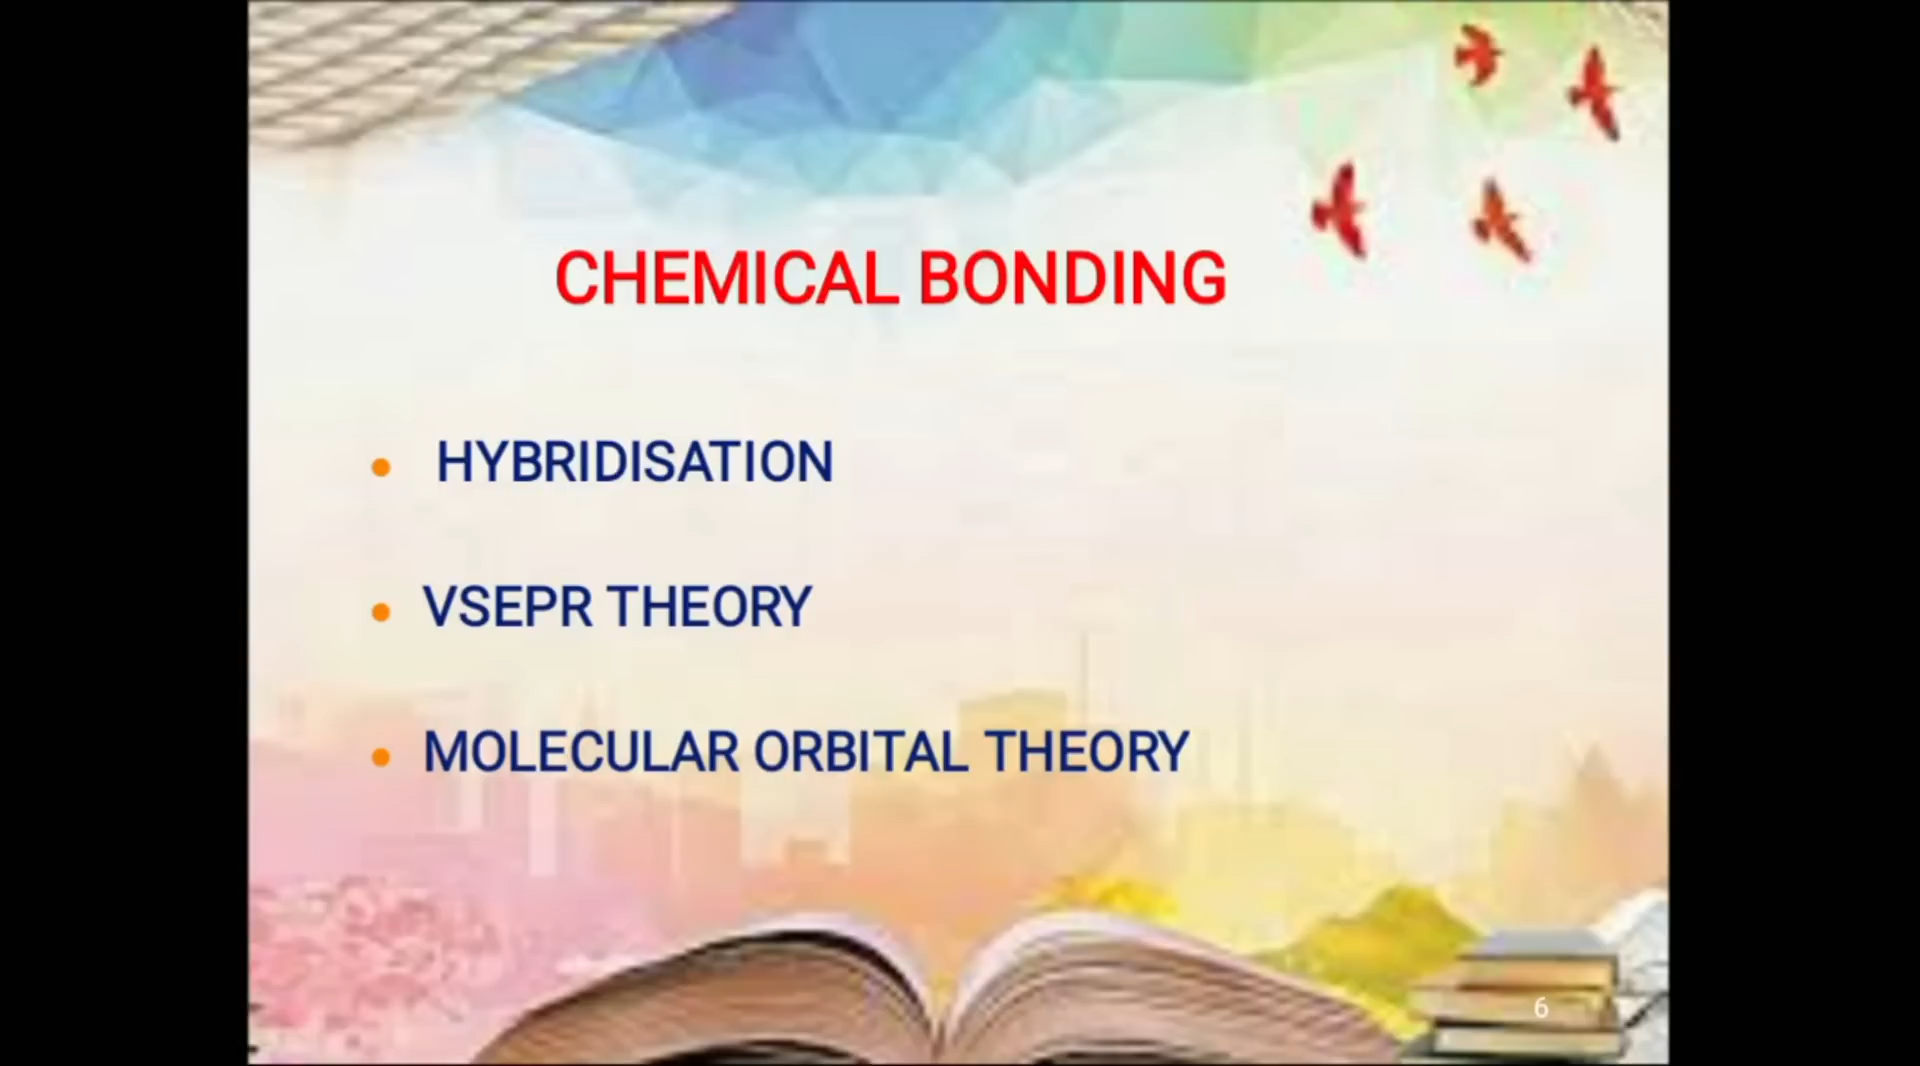 CHEMICAL BONDING
• HYBRIDISATION
• VSEPR THEORY
• MOLECULAR ORBITAL THEORY
6